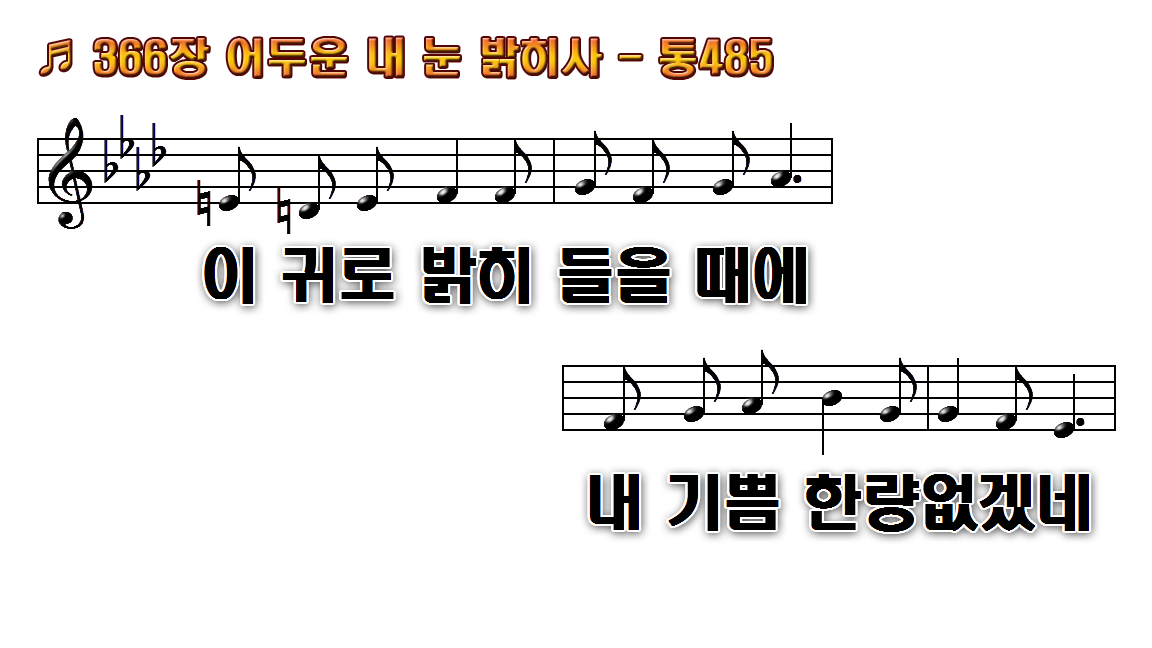 ♬ 366장 어두운 내 눈 밝히사 - 통485
이 귀로 밝히 들을 때에
내 기쁨 한량없겠네